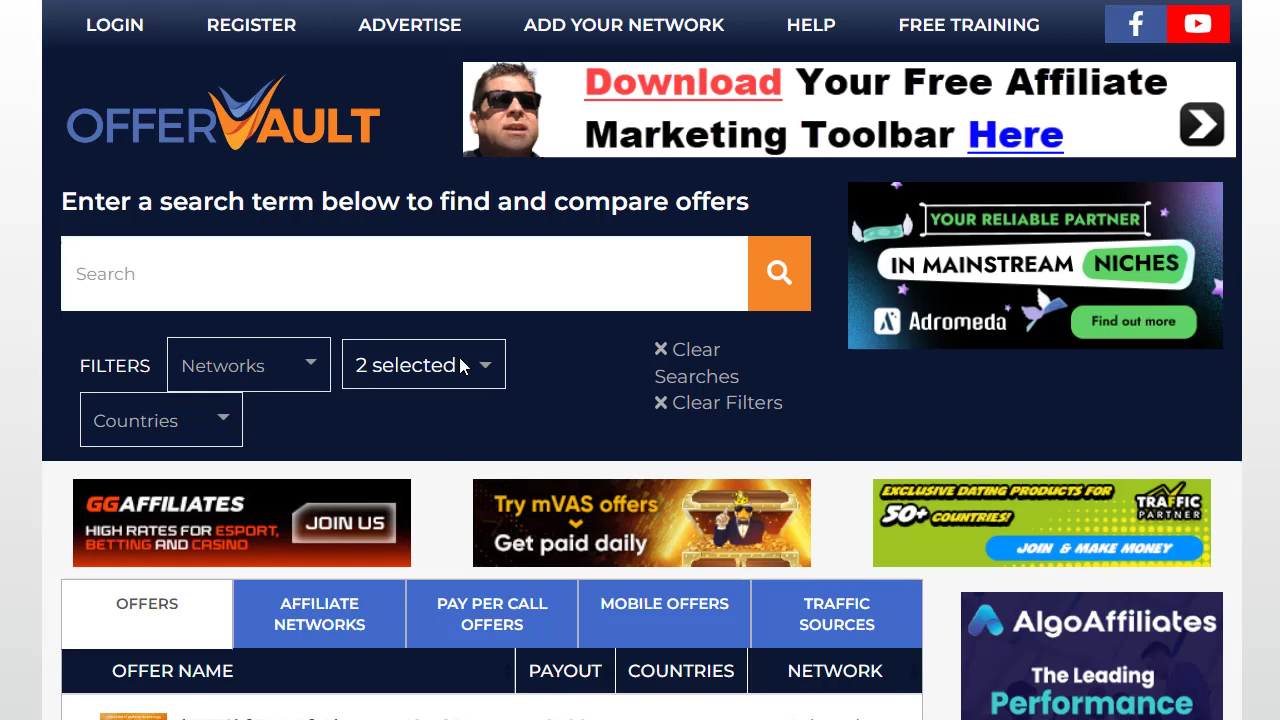 LOGIN
REGISTER
ADVERTISE
ADD YOUR NETWORK
HELP
FREE TRAINING
OFFERVAULT
Download Your Free Affiliate
Marketing Toolbar Here
Enter a search term below to find and compare offers
Search
YOUR RELIABLE PARTNER
IN MAINSTREAM NICHES
Adromeda
Find out more
FILTERS
Networks
2 selected
Countries
Clear
Searches
Clear Filters
GGAFFILIATES
HIGH RATES FOR ESPORT,
BETTING AND CASINO
JOIN US
Try mVAS offers
Get paid daily
EXCLUSIVE DATING PRODUCTS FOR
50+ COUNTRIES!
TRAFFIC
PARTNER
JOIN & MAKE MONEY
OFFERS
AFFILIATE
NETWORKS
PAY PER CALL
OFFERS
MOBILE OFFERS
TRAFFIC
SOURCES
OFFER NAME
PAYOUT
COUNTRIES
NETWORK
AlgoAffiliates
The Leading
Performance